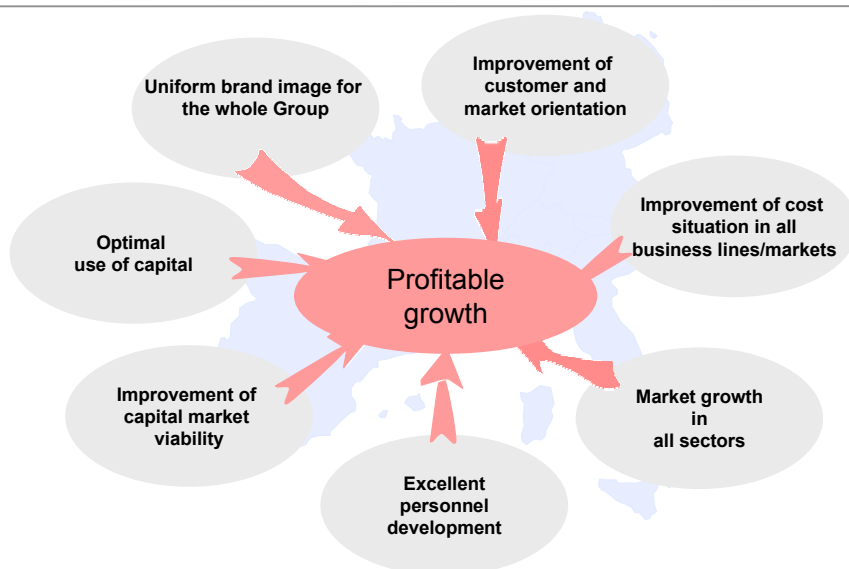 Uniform brand image for
the whole Group
Improvement of
customer and
market orientation
Improvement of cost
situation in all
business lines/markets
Optimal
use of capital
Profitable
growth
Improvement of
capital market
viability
Market growth
in
all sectors
Excellent
personnel
development